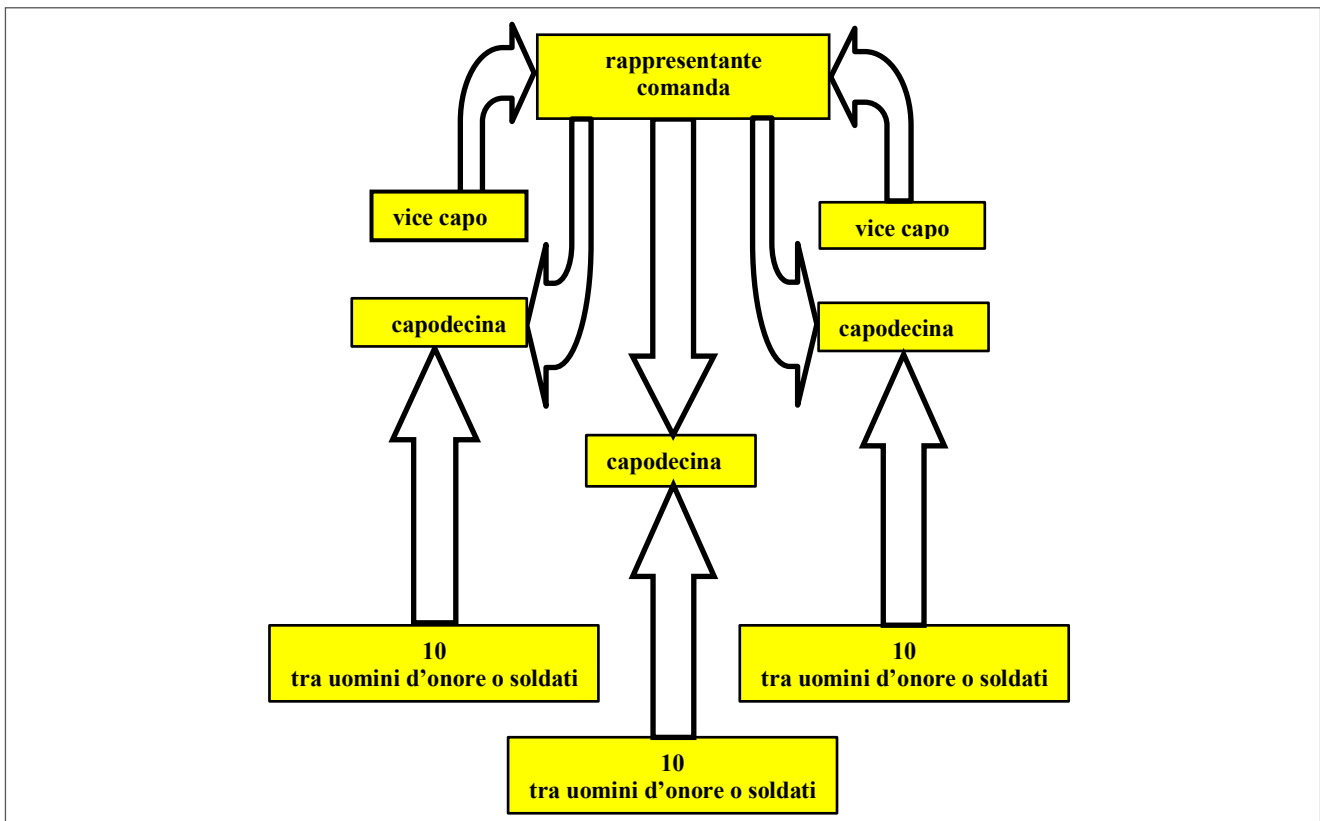 rappresentante
comanda
vice capo
vice capo
capodecina
capodecina
capodecina
10
tra uomini d’onore o soldati
10
tra uomini d’onore o soldati
10
tra uomini d’onore o soldati